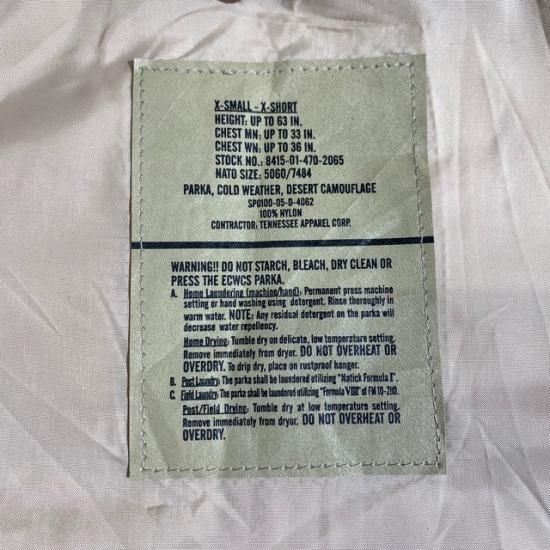 X-SMALL - X-SHORT
HEIGHT: UP TO 63 IN.
CHEST MN: UP TO 33 IN.
CHEST WN: UP TO 36 IN.
STOCK NO.: 8415-01-470-2065
NATO SIZE: 5060/7484
PARKA, COLD WEATHER, DESERT CAMOUFLAGE
SPO100-05-D-4062
100% NYLON
CONTRACTOR: TENNESSEE APPAREL CORP.
WARNING!! DO NOT STARCH, BLEACH, DRY CLEAN OR
PRESS THE ECWCS PARKA.
A. Home Laundering (machine/hand): Permanent press machine
setting or hand washing using detergent. Rinse thoroughly in
warm water. NOTE: Any residual detergent on the parka will
decrease water repellency.
Home Drying: Tumble dry on delicate, low temperature setting.
Remove immediately from dryer. DO NOT OVERHEAT OR
OVERDRY. To drip dry, place on rustproof hanger.
B. Post Laundry: The parka shall be laundered utilizing "Natick Formula I".
C. Field Laundry: The parka shall be laundered utilizing "Formula VIII" of FM 10-280.
Post/Field Drying: Tumble dry at low temperature setting.
Remove immediately from dryer. DO NOT OVERHEAT OR
OVERDRY.